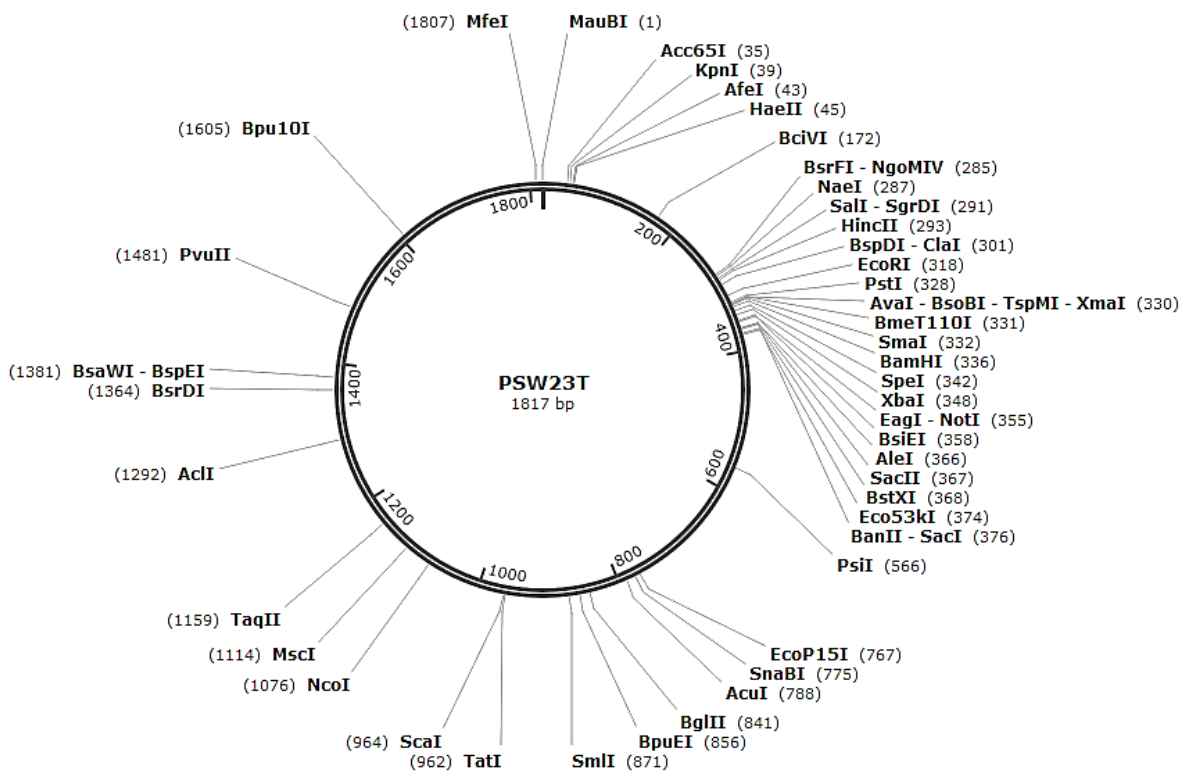 (1807) MfeI
MauBI (1)
Acc65I (35)
KpnI (39)
AfeI (43)
HaeII (45)
BciVI (172)
BsrFI - NgoMIV (285)
NaeI (287)
SalI - SgrDI (291)
HincII (293)
BspDI - ClaI (301)
EcoRI (318)
PstI (328)
AvaI - BsoBI - TspMI - XmaI (330)
BmeT110I (331)
SmaI (332)
BamHI (336)
SpeI (342)
XbaI (348)
EagI - NotI (355)
BsiEI (358)
AleI (366)
SacII (367)
BstXI (368)
Eco53kI (374)
BanII - SacI (376)
PsiI (566)
EcoP15I (767)
SnaBI (775)
AcuI (788)
BglII (841)
BpuEI (856)
SmlI (871)
(962) TatI
(964) ScaI
(1076) NcoI
(1114) MscI
(1159) TaqII
(1292) AclI
(1364) BsrDI
(1381) BsaWI - BspEI
(1481) PvuII
(1605) Bpu10I
200
400
600
800
1000
1200
1400
1600
1800
PSW23T
1817 bp